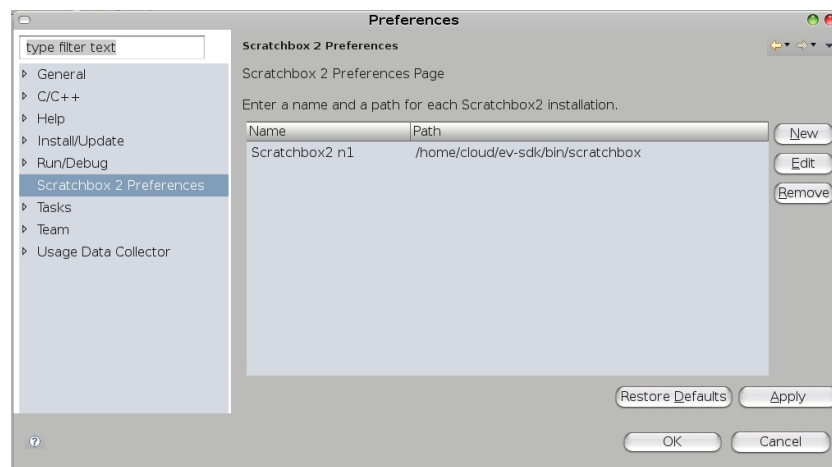 Preferences
type filter text
General
C/C++
Help
Install/Update
Run/Debug
Scratchbox 2 Preferences
Tasks
Team
Usage Data Collector
Scratchbox 2 Preferences
Scratchbox 2 Preferences Page
Enter a name and a path for each Scratchbox2 installation.
Name Path
Scratchbox2 n1 /home/cloud/ev-sdk/bin/scratchbox
New
Edit
Remove
Restore Defaults Apply
? OK Cancel